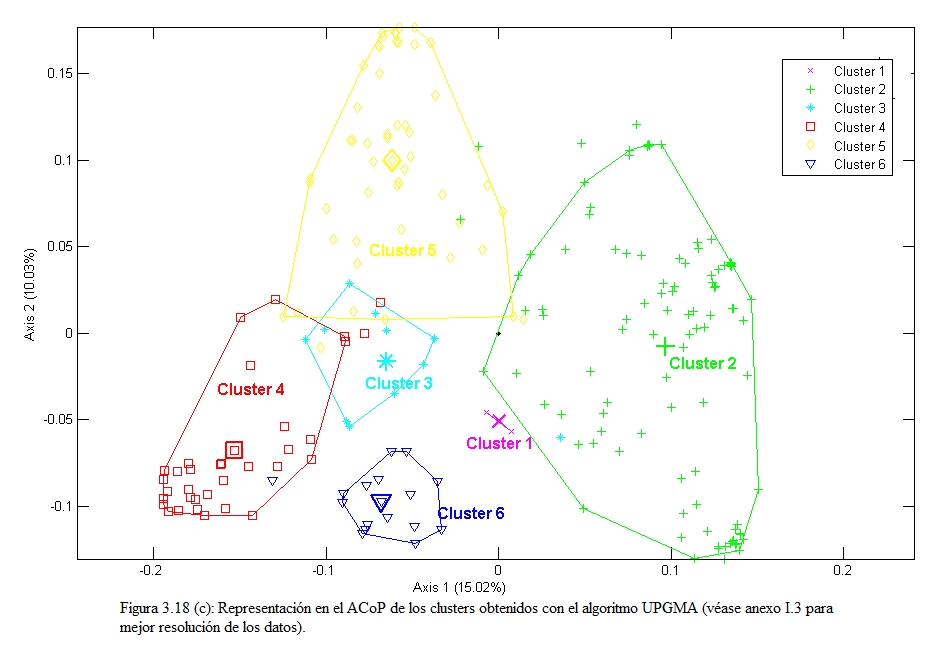 0.15
0.1
0.05
0
-0.05
-0.1
Axis 2 (10.03%)
Cluster 1
Cluster 2
Cluster 3
Cluster 4
Cluster 5
Cluster 6
Cluster 5
Cluster 4
Cluster 3
Cluster 2
Cluster 1
Cluster 6
-0.2
-0.1
0
0.1
0.2
Axis 1 (15.02%)
Figura 3.18 (c): Representación en el ACoP de los clusters obtenidos con el algoritmo UPGMA (véase anexo I.3 para
mejor resolución de los datos).